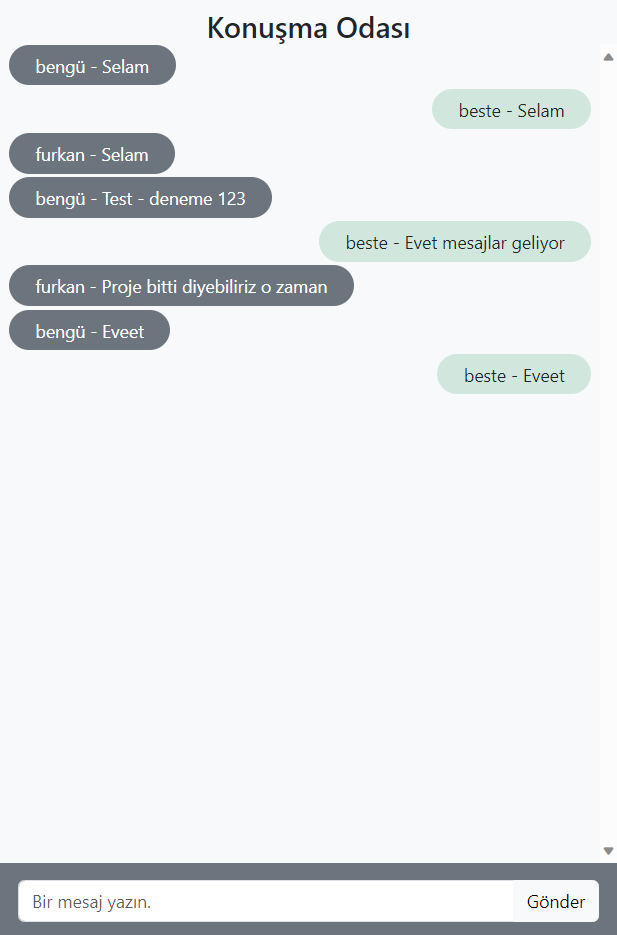 Konuşma Odası
bengü - Selam
beste - Selam
furkan - Selam
bengü - Test - deneme 123
beste - Evet mesajlar geliyor
furkan - Proje bitti diyebiliriz o zaman
bengü - Eveet
beste - Eveet
Bir mesaj yazın.
Gönder